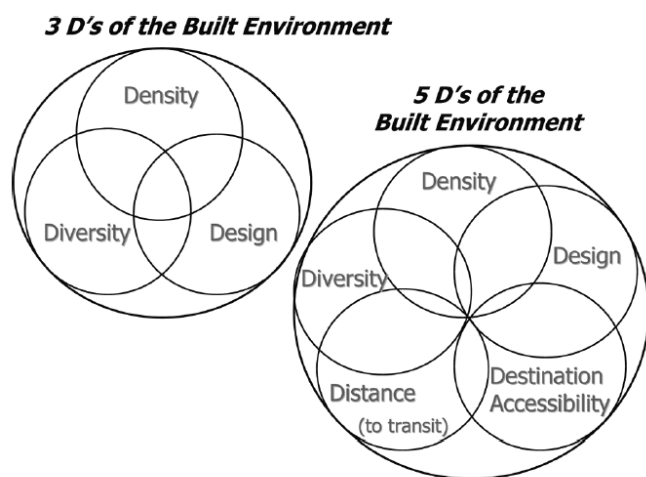 3 D's of the Built Environment
Density
Diversity
Design
5 D's of the
Built Environment
Density
Design
Diversity
Distance
(to transit)
Destination
Accessibility